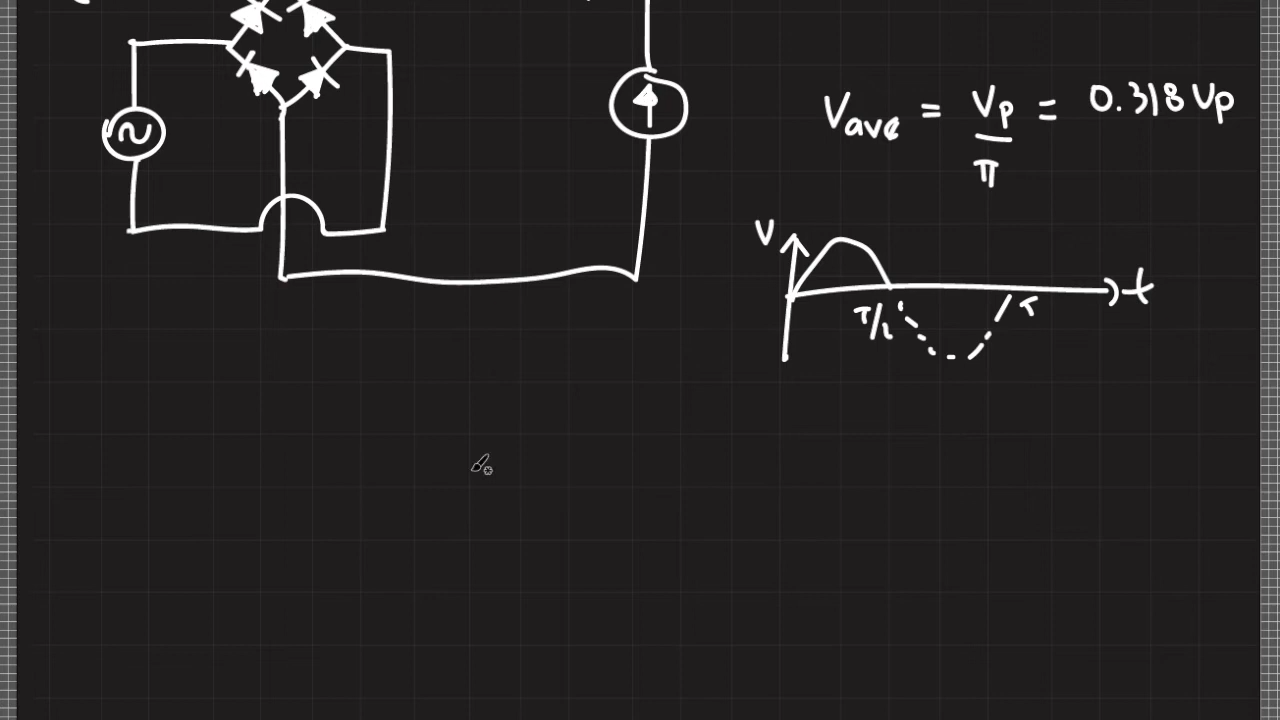 Vave = Vp/π = 0.318 Vp
V
t
T/2
T